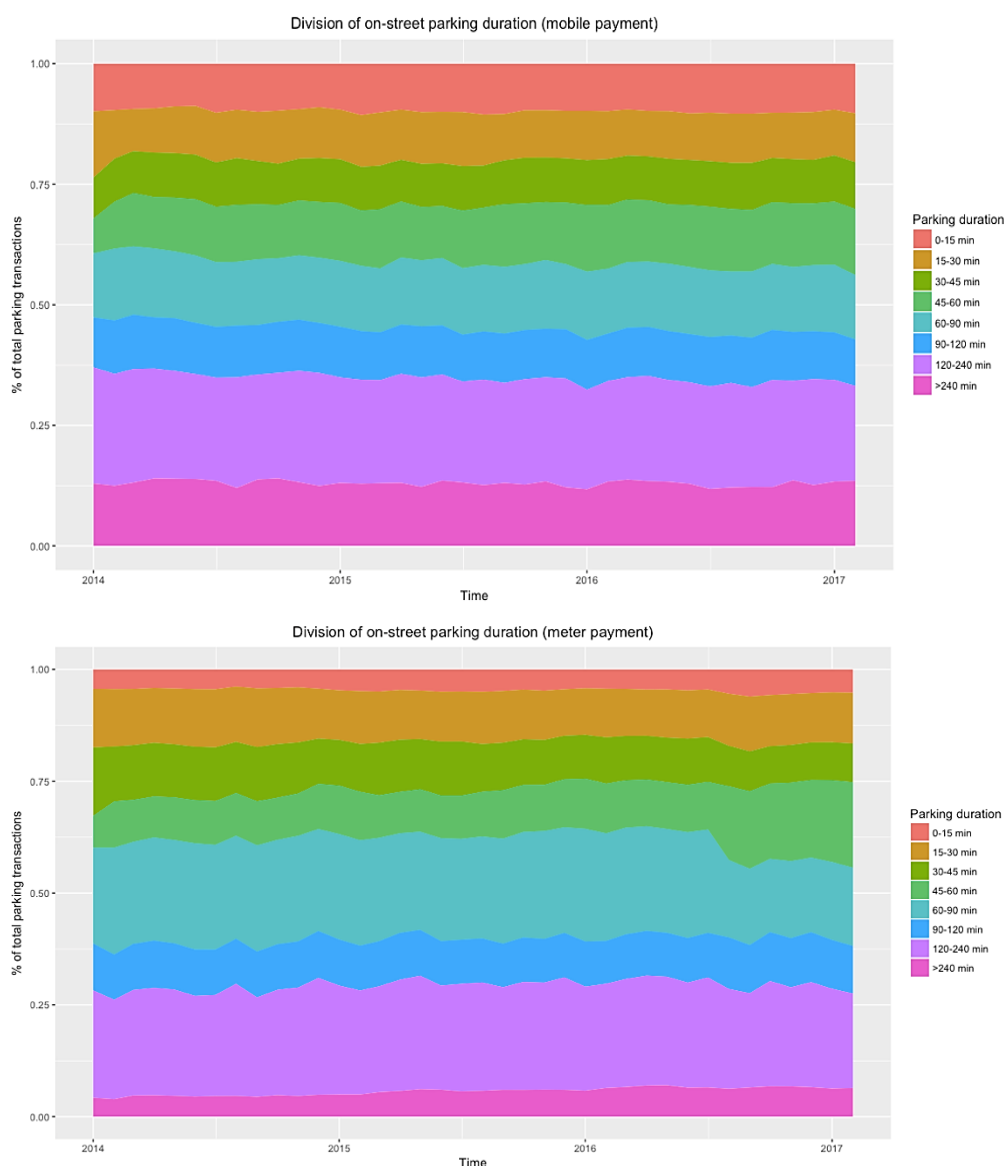 Division of on-street parking duration (mobile payment)
% of total parking transactions
1.00
0.75
0.50
0.25
0.00
2014
2015
2016
2017
Time
Parking duration
0-15 min
15-30 min
30-45 min
45-60 min
60-90 min
90-120 min
120-240 min
>240 min
Division of on-street parking duration (meter payment)
% of total parking transactions
1.00
0.75
0.50
0.25
0.00
2014
2015
2016
2017
Time
Parking duration
0-15 min
15-30 min
30-45 min
45-60 min
60-90 min
90-120 min
120-240 min
>240 min